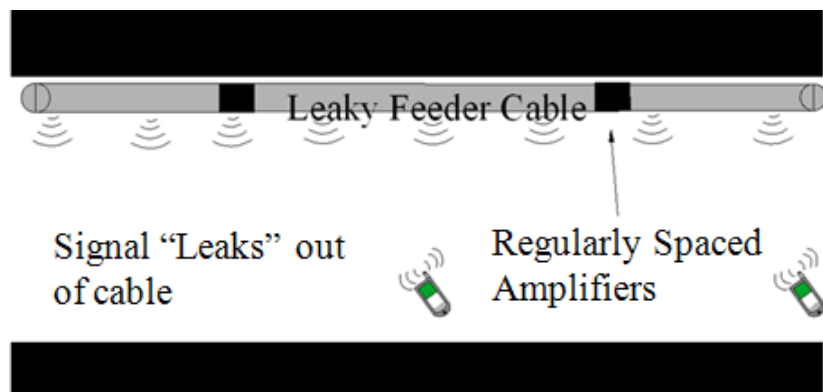 Leaky Feeder Cable
Signal “Leaks” out
of cable
Regularly Spaced
Amplifiers